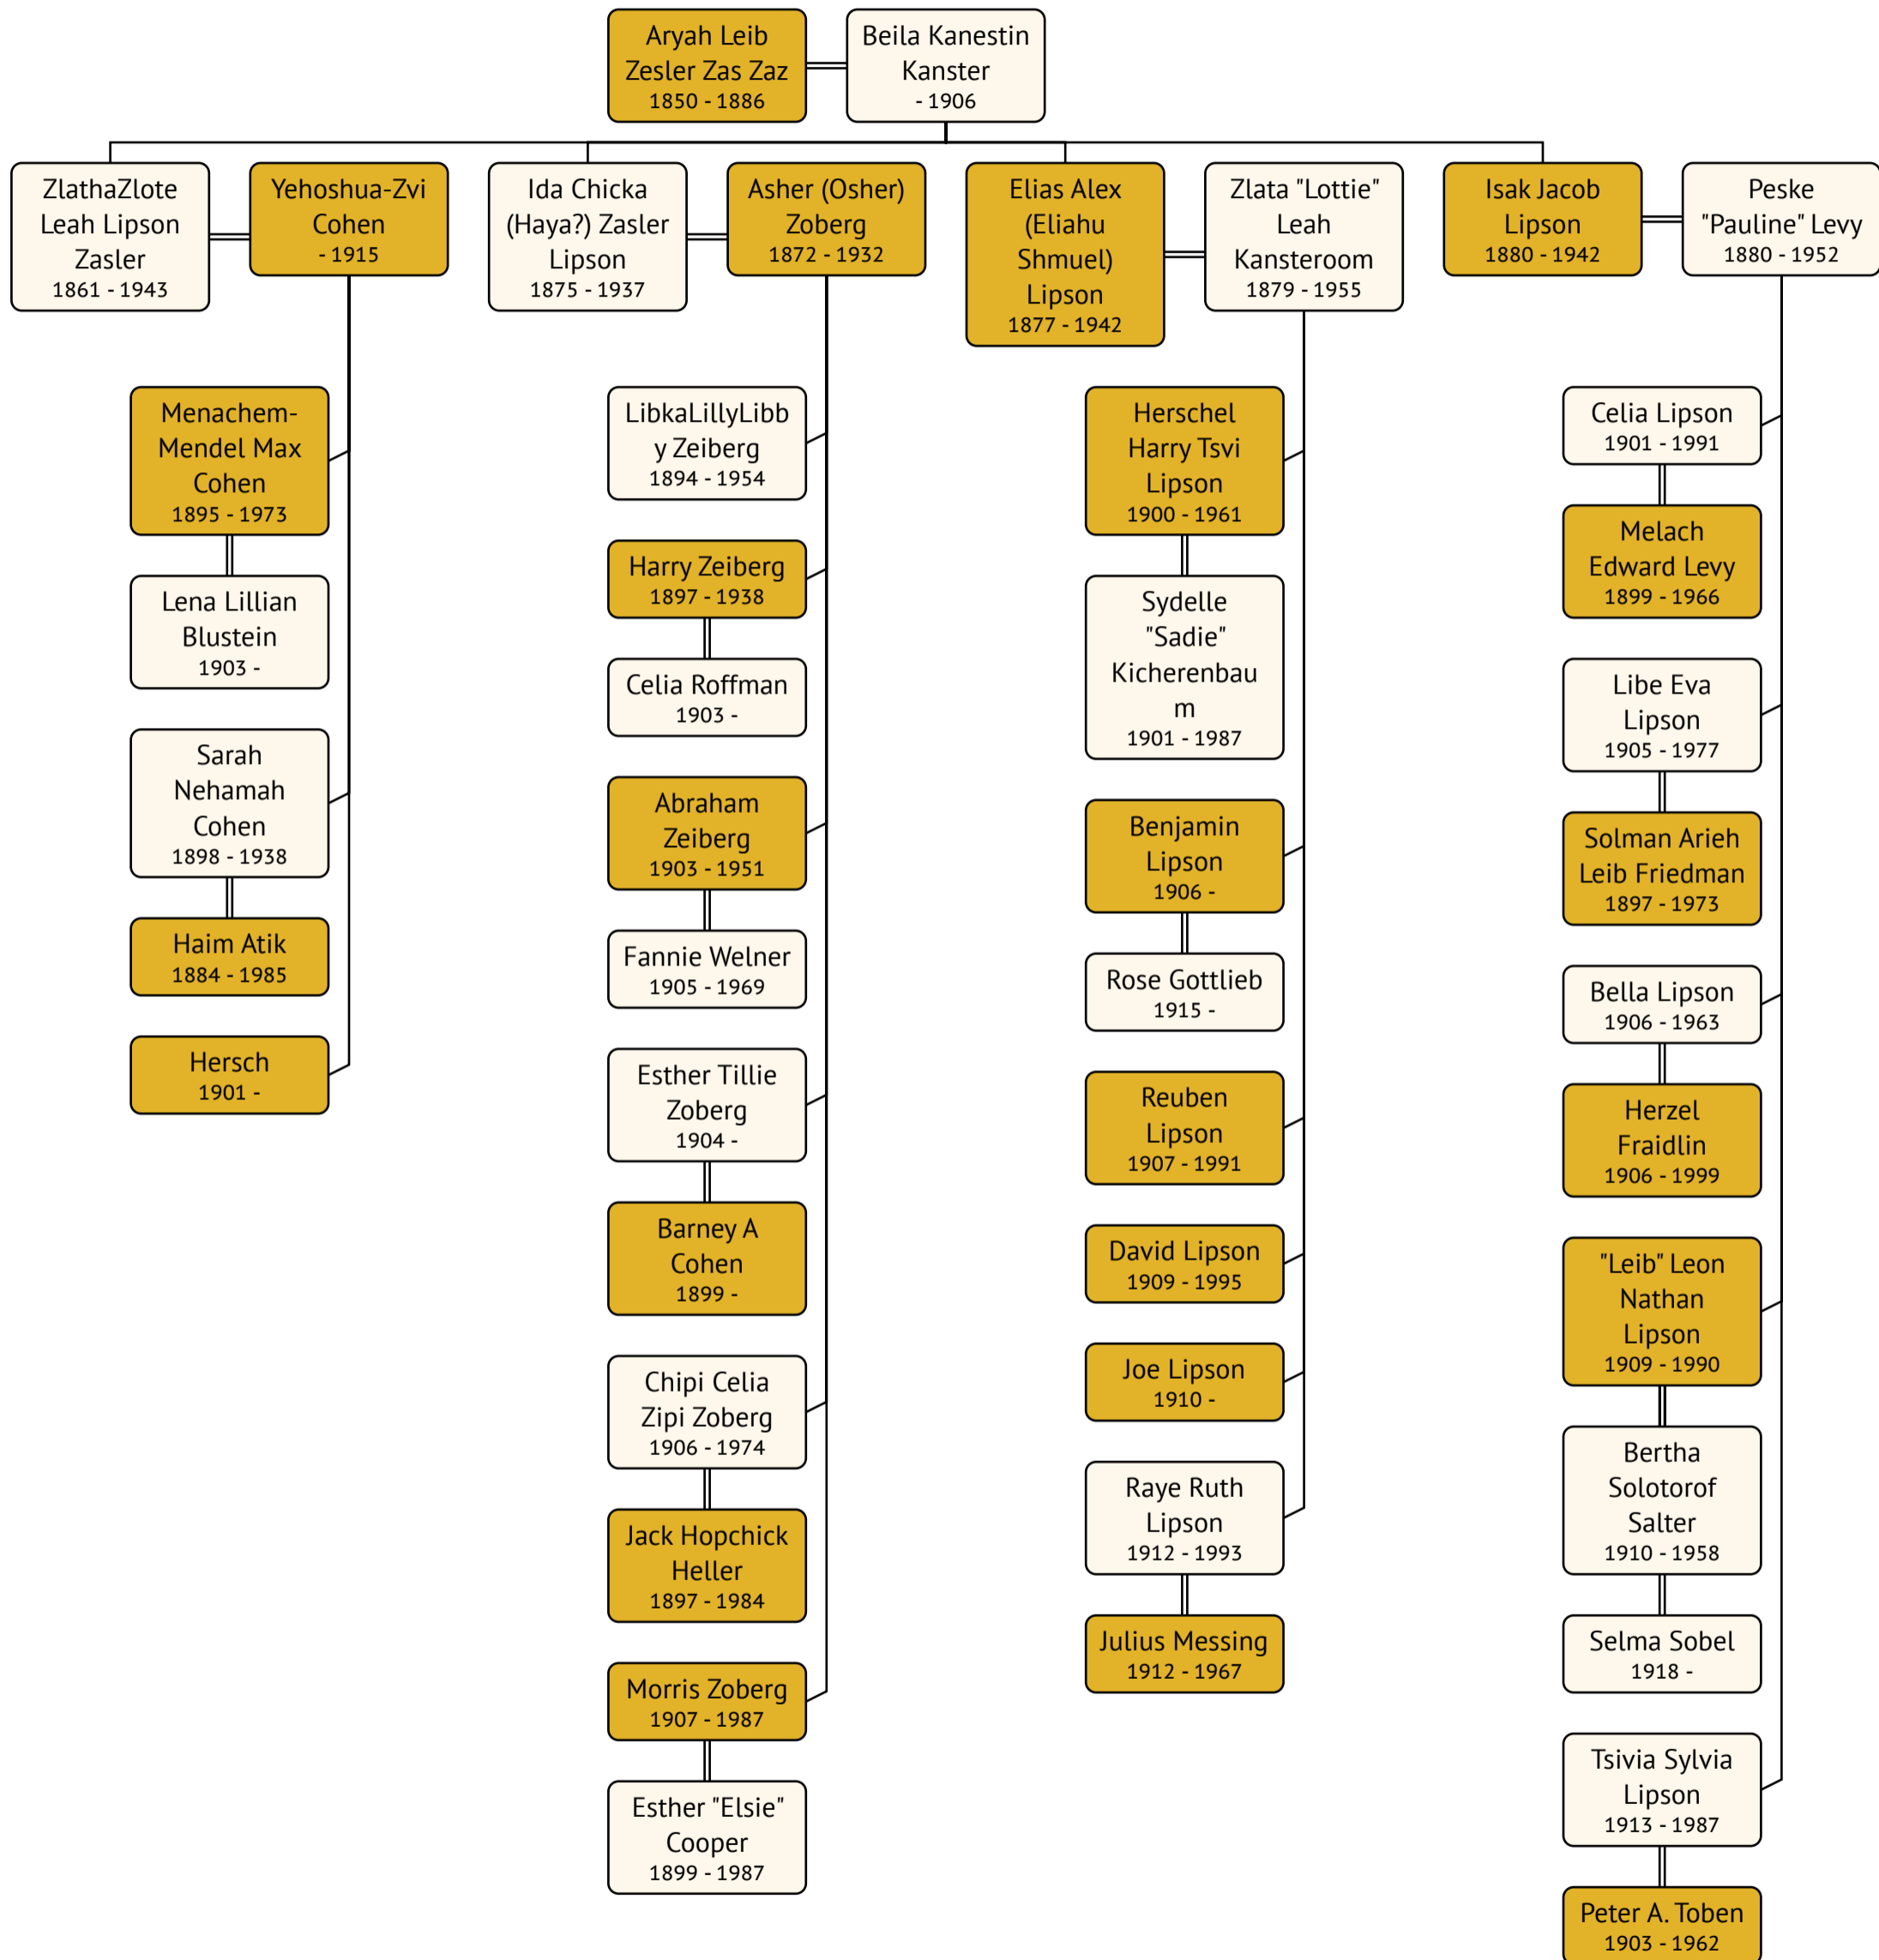 Aryah Leib
Zesler Zas Zaz
1850 - 1886
Beila Kanestin
Kanster
- 1906
ZlathaZlote
Leah Lipson
Zasler
1861 - 1943
Yehoshua-Zvi
Cohen
- 1915
Ida Chicka
(Haya?) Zasler
Lipson
1875 - 1937
Asher (Osher)
Zoberg
1872 - 1932
Elias Alex
(Eliahu
Shmuel)
Lipson
1877 - 1942
Zlata "Lottie"
Leah
Kansteroom
1879 - 1955
Isak Jacob
Lipson
1880 - 1942
Peske
"Pauline" Levy
1880 - 1952
Menachem-
Mendel Max
Cohen
1895 - 1973
Lena Lillian
Blustein
1903 -
Sarah
Nehamah
Cohen
1898 - 1938
Haim Atik
1884 - 1985
Hersch
1901 -
LibkaLillyLibb
y Zeiberg
1894 - 1954
Harry Zeiberg
1897 - 1938
Celia Roffman
1903 -
Abraham
Zeiberg
1903 - 1951
Fannie Welner
1905 - 1969
Esther Tillie
Zoberg
1904 -
Barney A
Cohen
1899 -
Chipi Celia
Zipi Zoberg
1906 - 1974
Jack Hopchick
Heller
1897 - 1984
Morris Zoberg
1907 - 1987
Esther "Elsie"
Cooper
1899 - 1987
Herschel
Harry Tsvi
Lipson
1900 - 1961
Sydelle
"Sadie"
Kicherenbau
m
1901 - 1987
Benjamin
Lipson
1906 -
Rose Gottlieb
1915 -
Reuben
Lipson
1907 - 1991
David Lipson
1909 - 1995
Joe Lipson
1910 -
Raye Ruth
Lipson
1912 - 1993
Julius Messing
1912 - 1967
Celia Lipson
1901 - 1991
Melach
Edward Levy
1899 - 1966
Libe Eva
Lipson
1905 - 1977
Solman Arieh
Leib Friedman
1897 - 1973
Bella Lipson
1906 - 1963
Herzel
Fraidlin
1906 - 1999
"Leib" Leon
Nathan
Lipson
1909 - 1990
Bertha
Solotorof
Salter
1910 - 1958
Selma Sobel
1918 -
Tsivia Sylvia
Lipson
1913 - 1987
Peter A. Toben
1903 - 1962